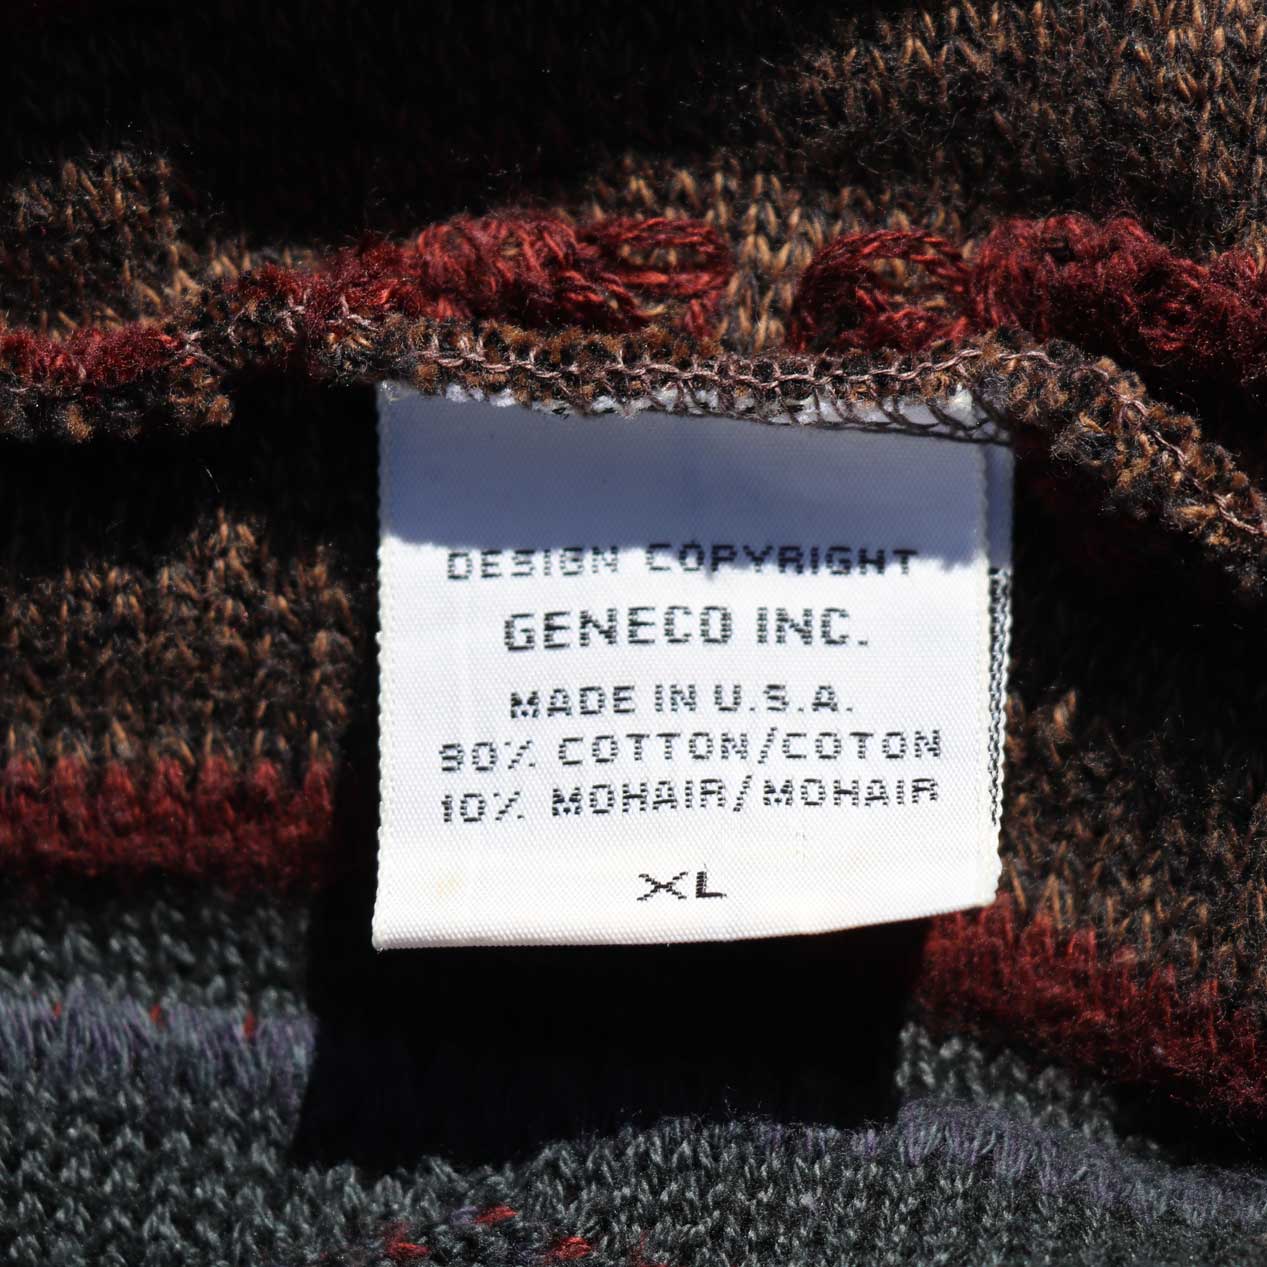 DESIGN COPYRIGHT
GENECO INC.
MADE IN U.S.A.
90% COTTON/COTON
10% MOHAIR/MOHAIR
XL